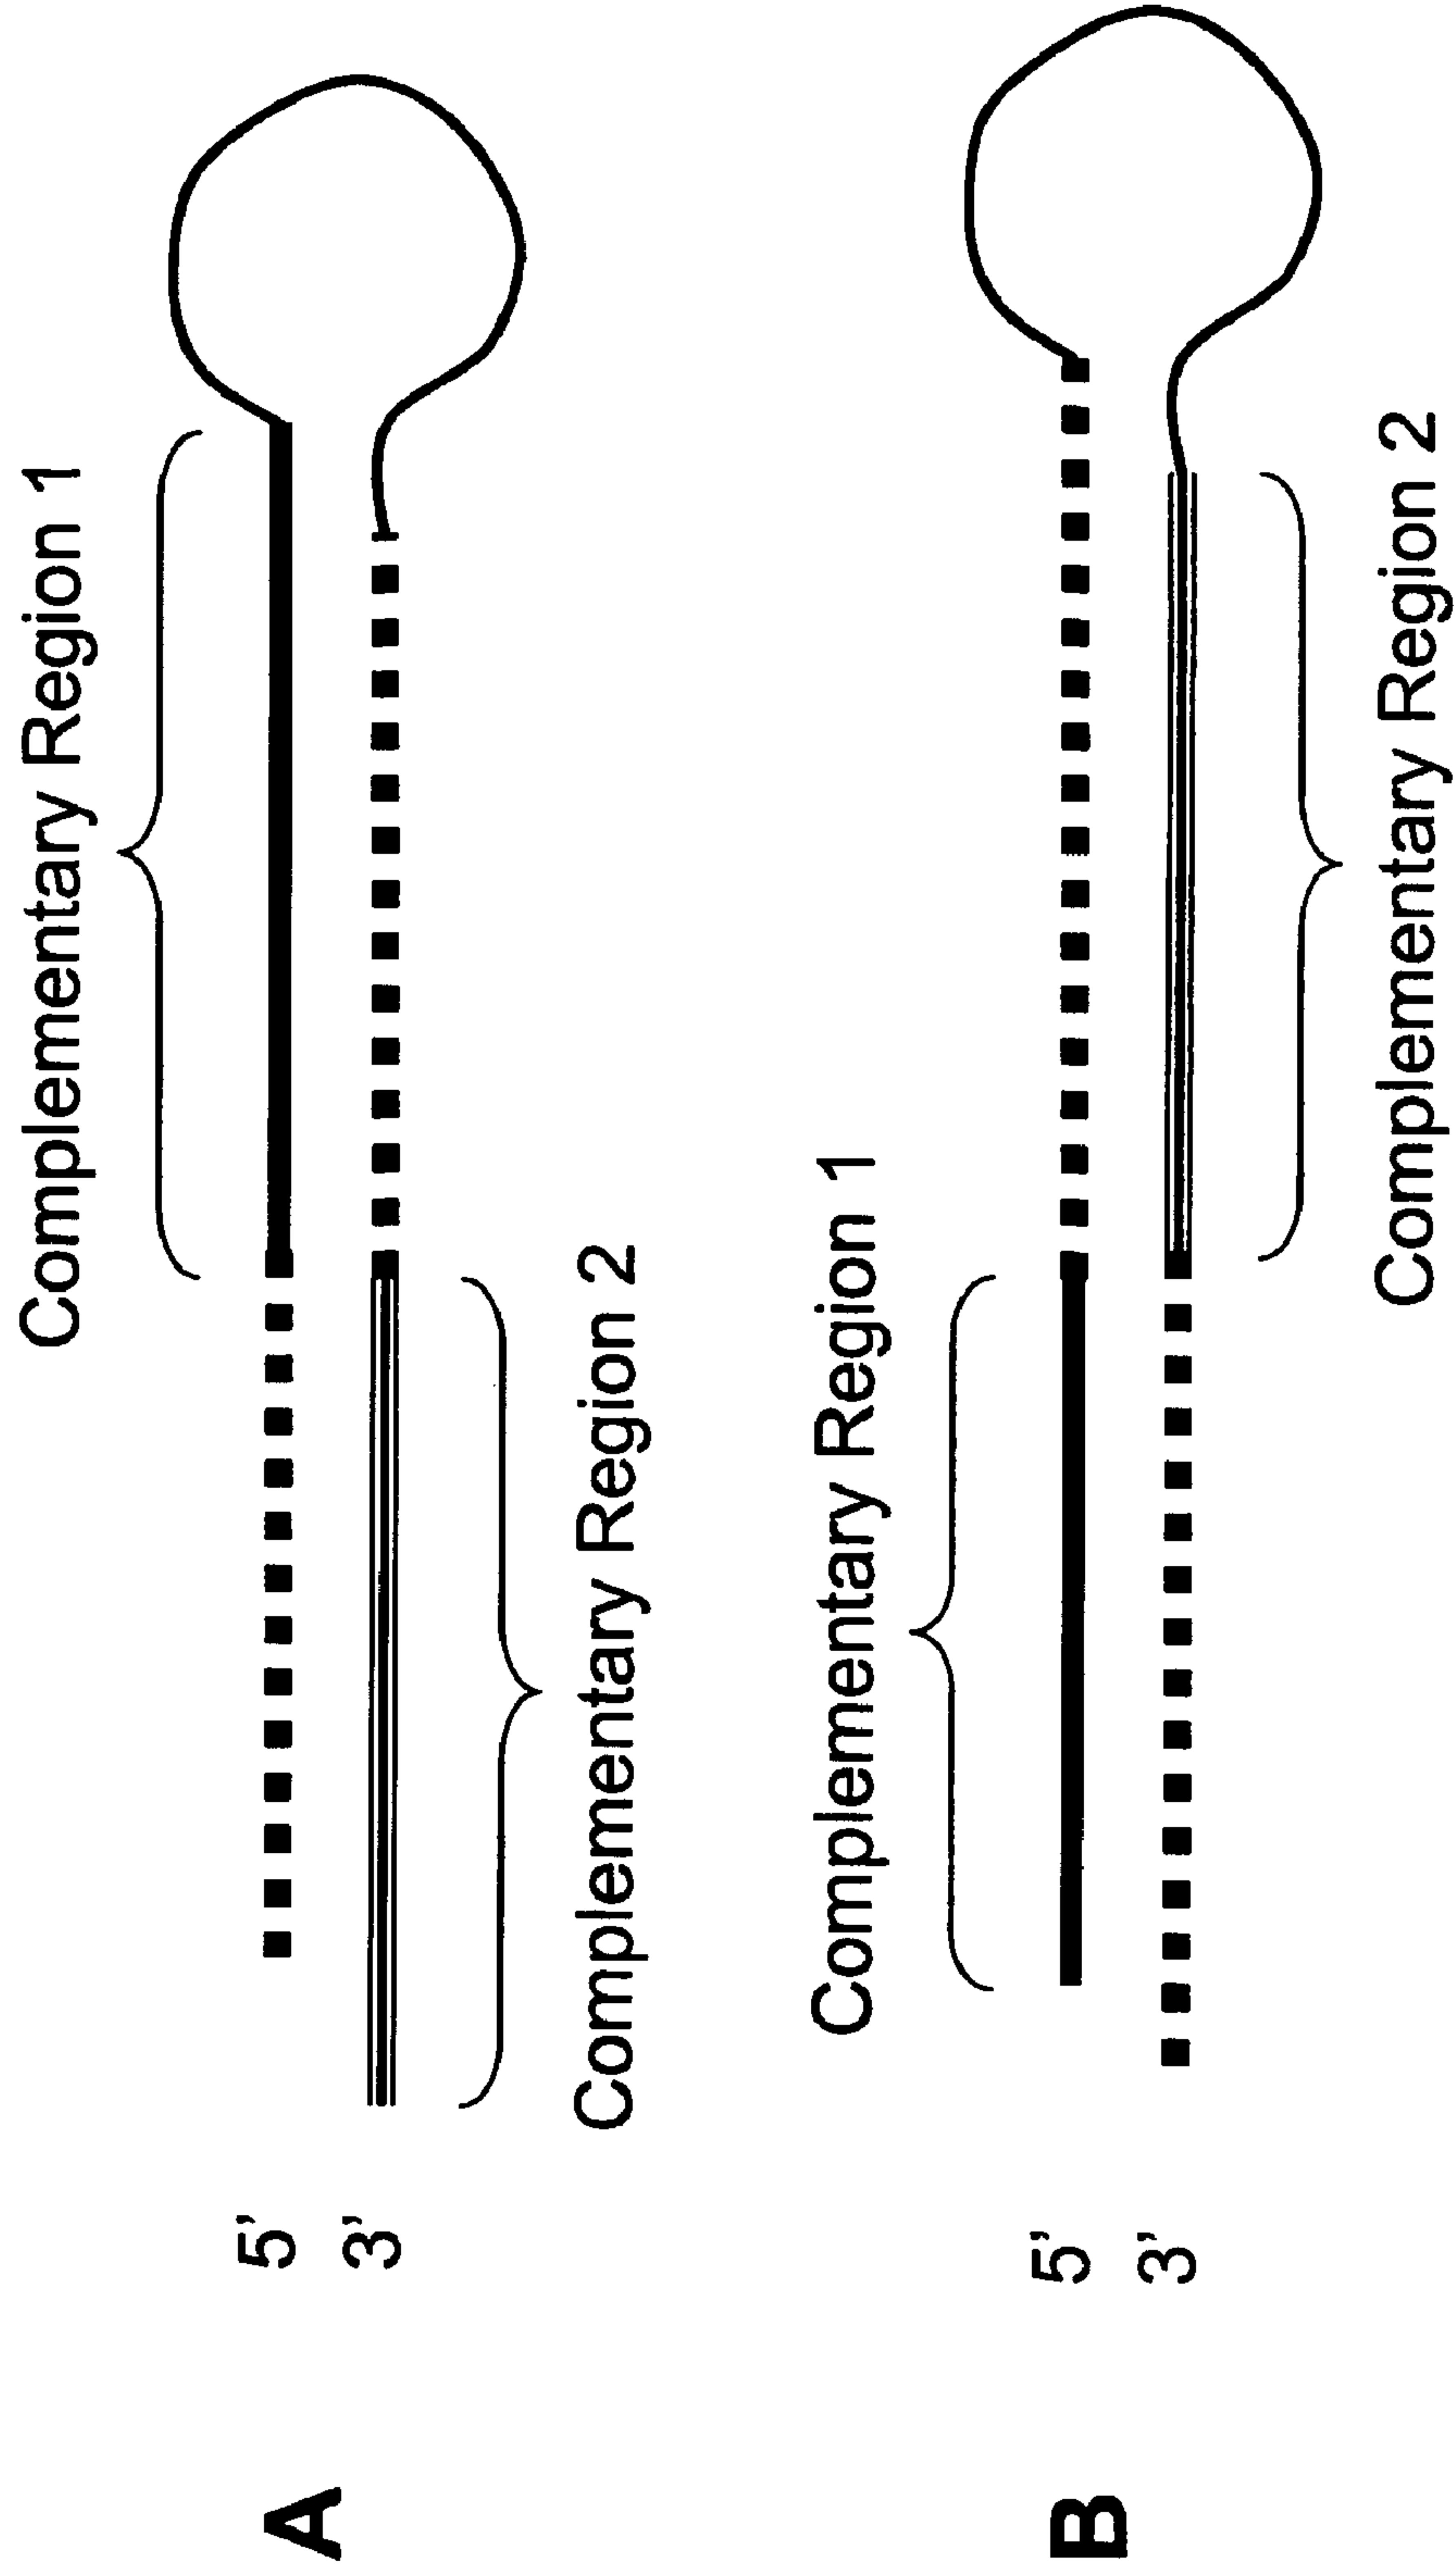 A
Complementary Region 1
5’
3’
Complementary Region 2
B
Complementary Region 1
5’
3’
Complementary Region 2